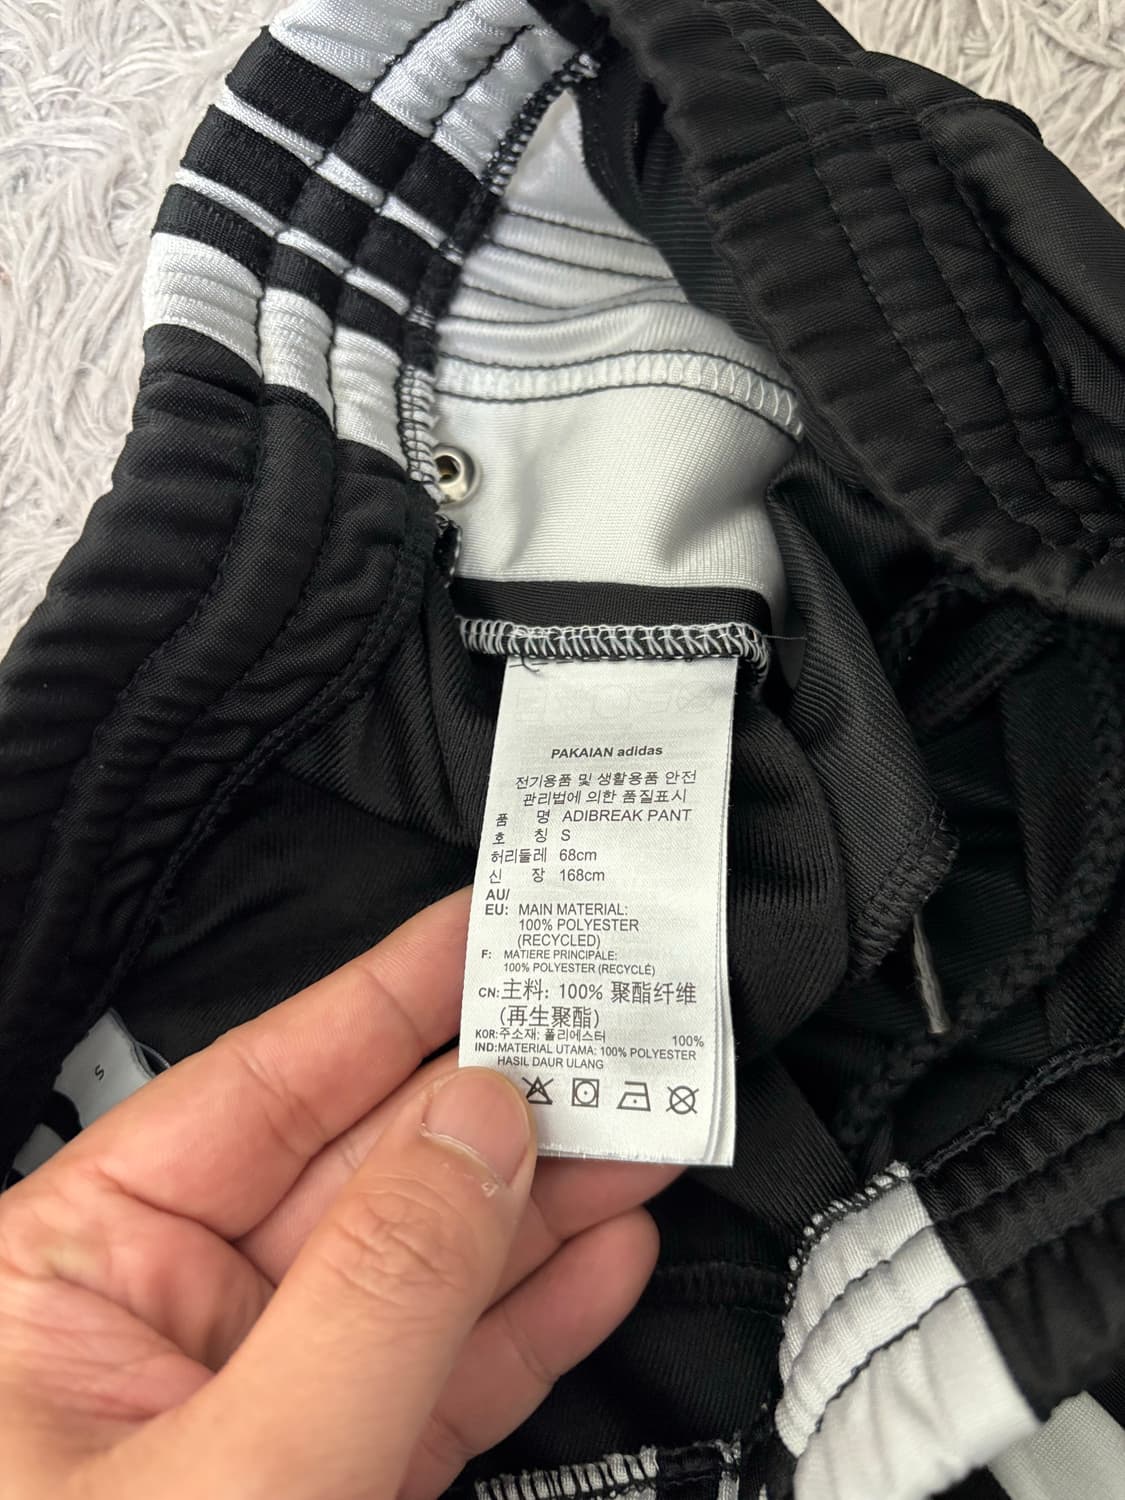 PAKAIAN adidas
전기용품 및 생활용품 안전
관리법에 의한 품질표시
품 명 ADIBREAK PANT
호 칭 S
허리둘레 68cm
신 장 168cm
AU/
EU: MAIN MATERIAL:
100% POLYESTER
(RECYCLED)
F: MATIERE PRINCIPALE:
100% POLYESTER (RECYCLÉ)
CN: 主料: 100% 聚酯纤维
(再生聚酯)
KOR: 주소재: 폴리에스터 100%
IND: MATERIAL UTAMA: 100% POLYESTER
HASIL DAUR ULANG
S